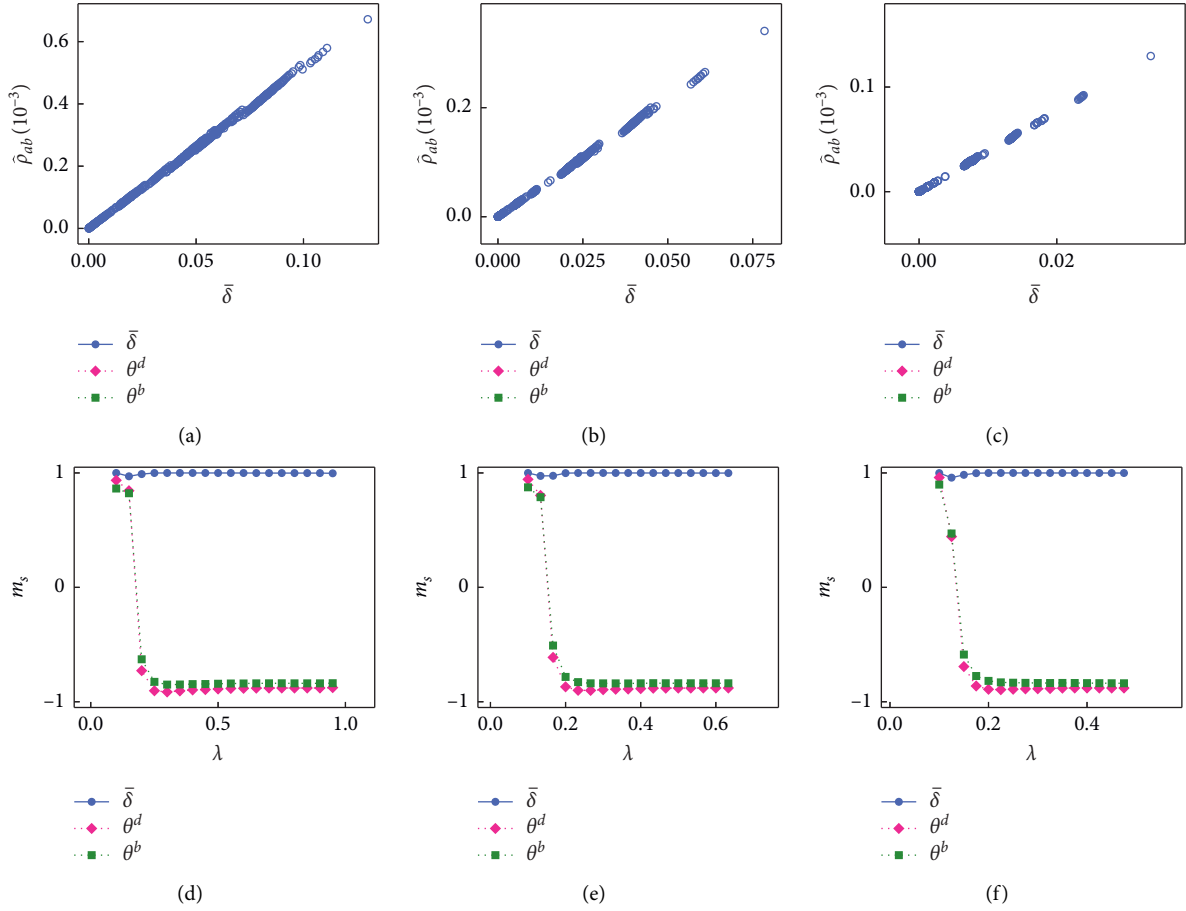 0.6
0.4
0.2
0.0
ρ̂ab (10−3)
0.00 0.05 0.10
δ̄
δ̄
θd
θb
(a)
0.2
0.0
ρ̂ab (10−3)
0.000 0.025 0.050 0.075
δ̄
δ̄
θd
θb
(b)
0.1
0.0
ρ̂ab (10−3)
0.00 0.02
δ̄
δ̄
θd
θb
(c)
1
0
−1
ms
0.0 0.5 1.0
λ
δ̄
θd
θb
(d)
1
0
−1
ms
0.0 0.2 0.4 0.6
λ
δ̄
θd
θb
(e)
1
0
−1
ms
0.0 0.2 0.4
λ
δ̄
θd
θb
(f)